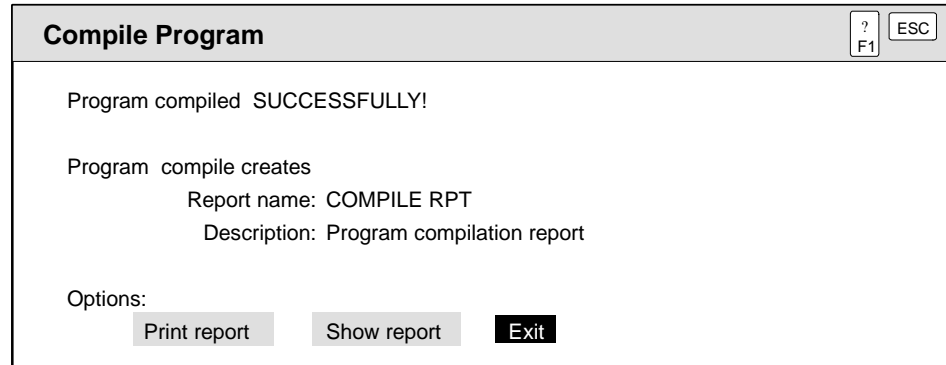 Compile Program
?
F1
ESC
Program compiled SUCCESSFULLY!
Program compile creates
Report name: COMPILE RPT
Description: Program compilation report
Options:
Print report Show report Exit